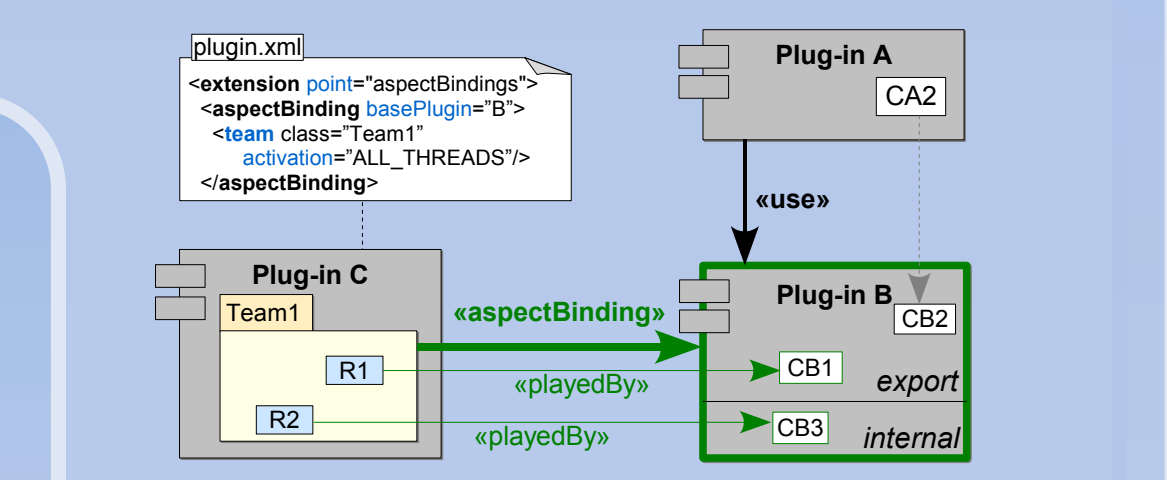 plugin.xml
<extension point="aspectBindings">
<aspectBinding basePlugin=”B”>
<team class=”Team1”
activation=”ALL_THREADS”/>
</aspectBinding>
Plug-in A
CA2
«use»
Plug-in C
Team1
R1
R2
«aspectBinding»
«playedBy»
«playedBy»
Plug-in B
CB2
CB1
export
CB3
internal